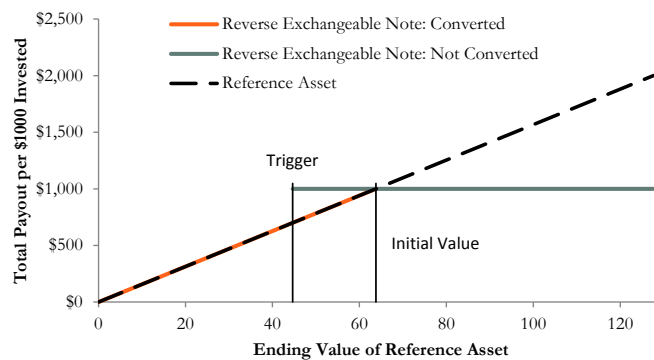 $2,500
Reverse Exchangeable Note: Converted
Reverse Exchangeable Note: Not Converted
$2,000
Reference Asset
$1,500
Trigger
$1,000
Initial Value
$500
$0
0 20 40 60 80 100 120
Ending Value of Reference Asset
Total Payout per $1000 Invested